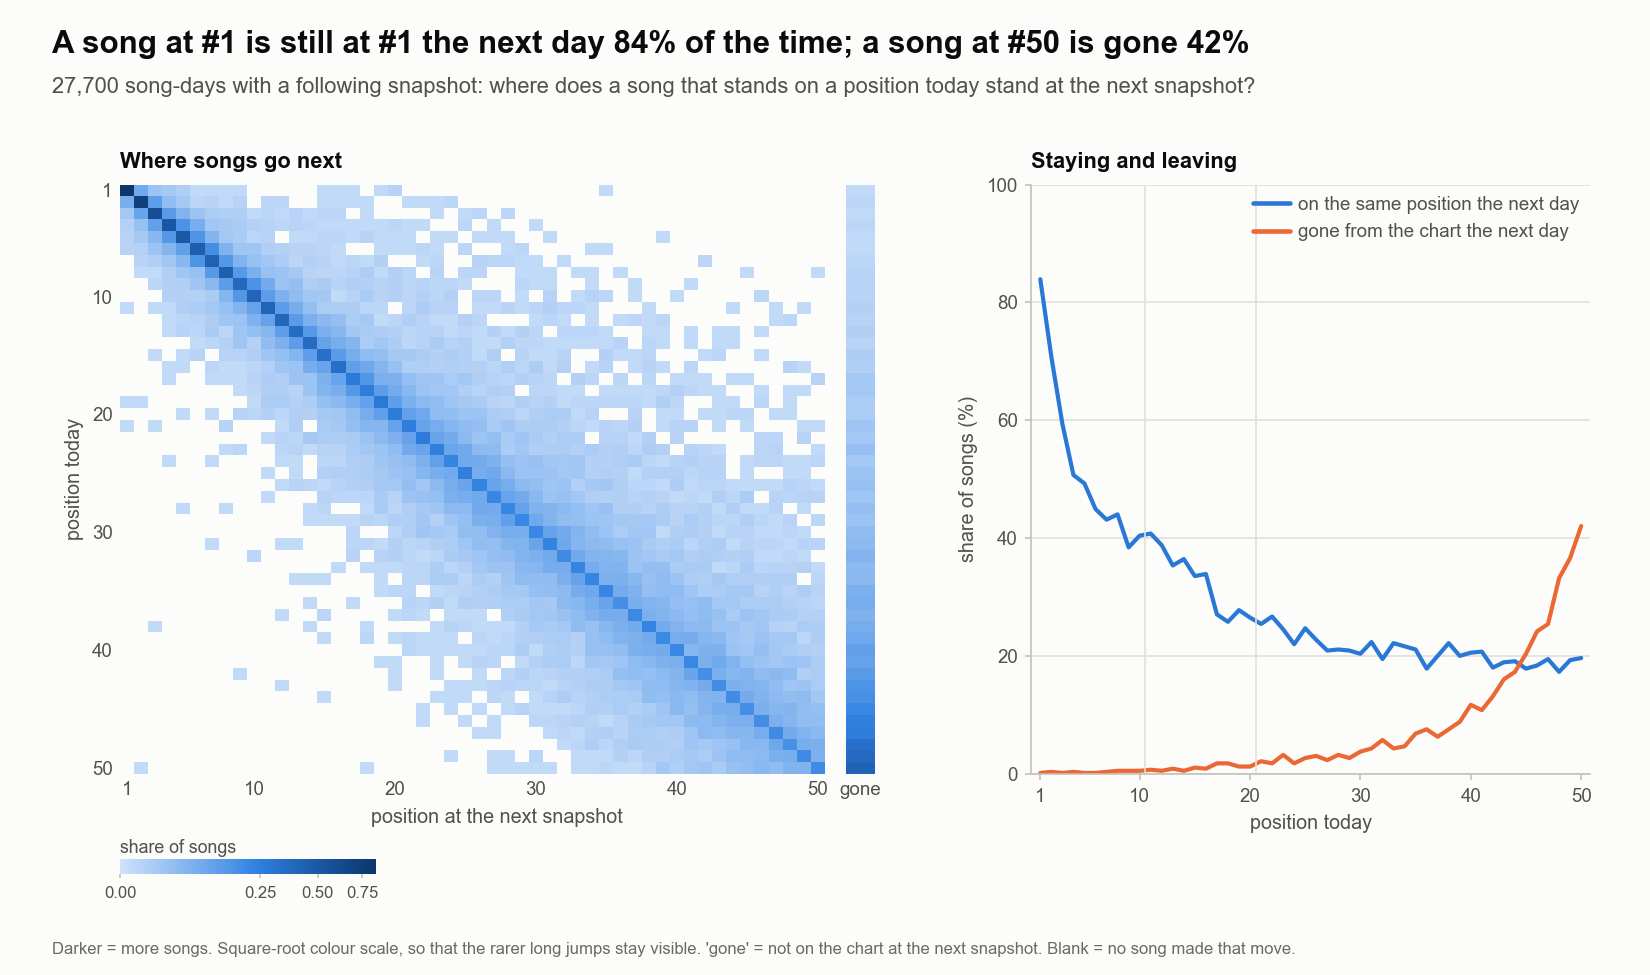 A song at #1 is still at #1 the next day 84% of the time; a song at #50 is gone 42%
27,700 song-days with a following snapshot: where does a song that stands on a position today stand at the next snapshot?
Where songs go next
1
10
20
30
40
50
position today
1 10 20 30 40 50 gone
position at the next snapshot
share of songs
0.00 0.25 0.50 0.75
Staying and leaving
on the same position the next day
gone from the chart the next day
100
80
60
40
20
0
share of songs (%)
1 10 20 30 40 50
position today
Darker = more songs. Square-root colour scale, so that the rarer long jumps stay visible. 'gone' = not on the chart at the next snapshot. Blank = no song made that move.